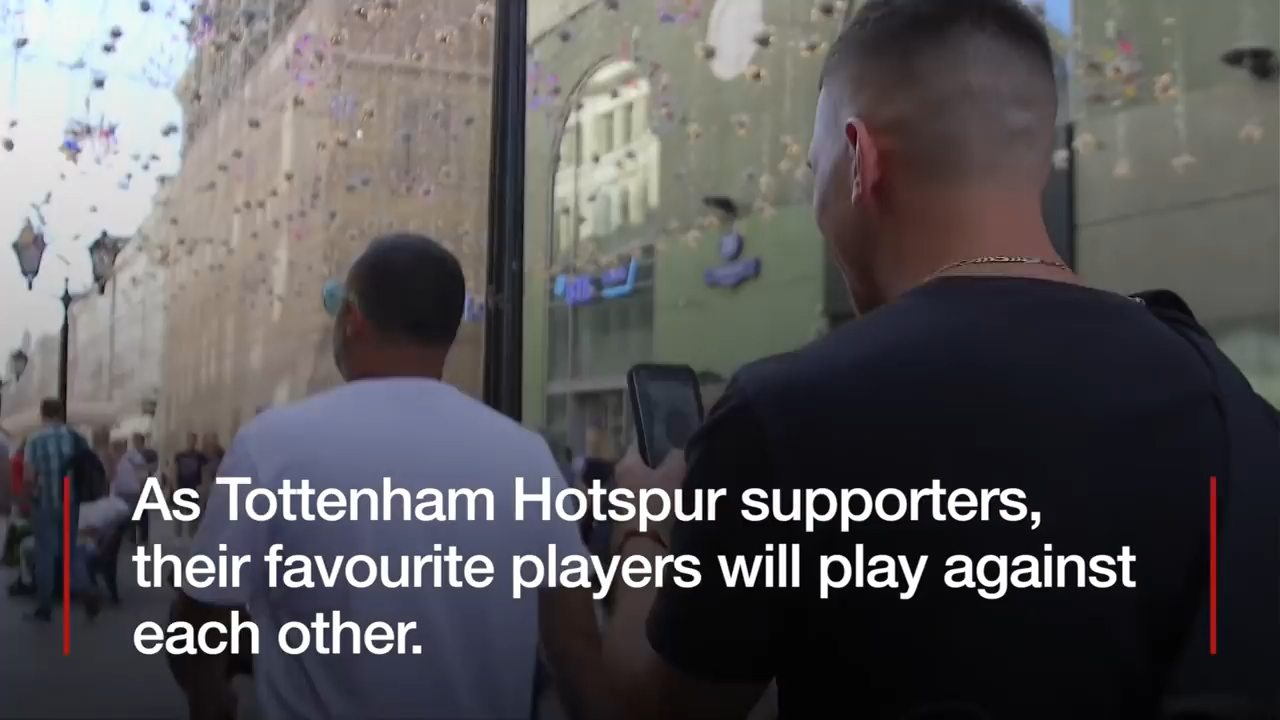 As Tottenham Hotspur supporters,
their favourite players will play against
each other.